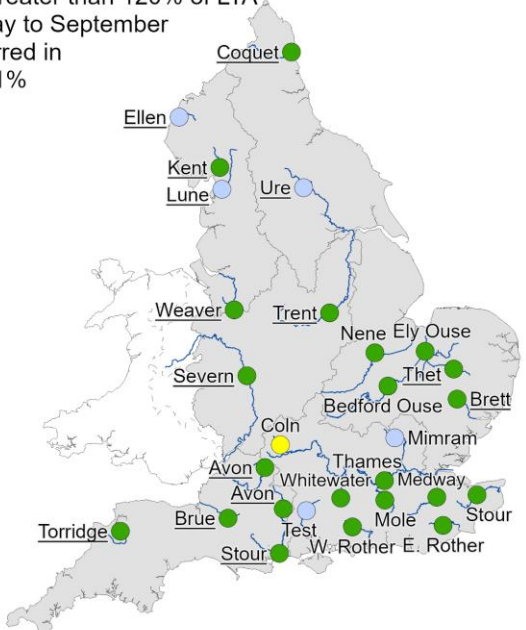 ay to September
rred in
1%
Coquet
Ellen
Kent
Lune
Ure
Weaver
Trent
Nene
Ely Ouse
Severn
Thet
Bedford Ouse
Brett
Coln
Mimram
Avon
Thames
Whitewater
Medway
Avon
Torridge
Brue
Test
Mole
Stour
W. Rother
E. Rother
Stour